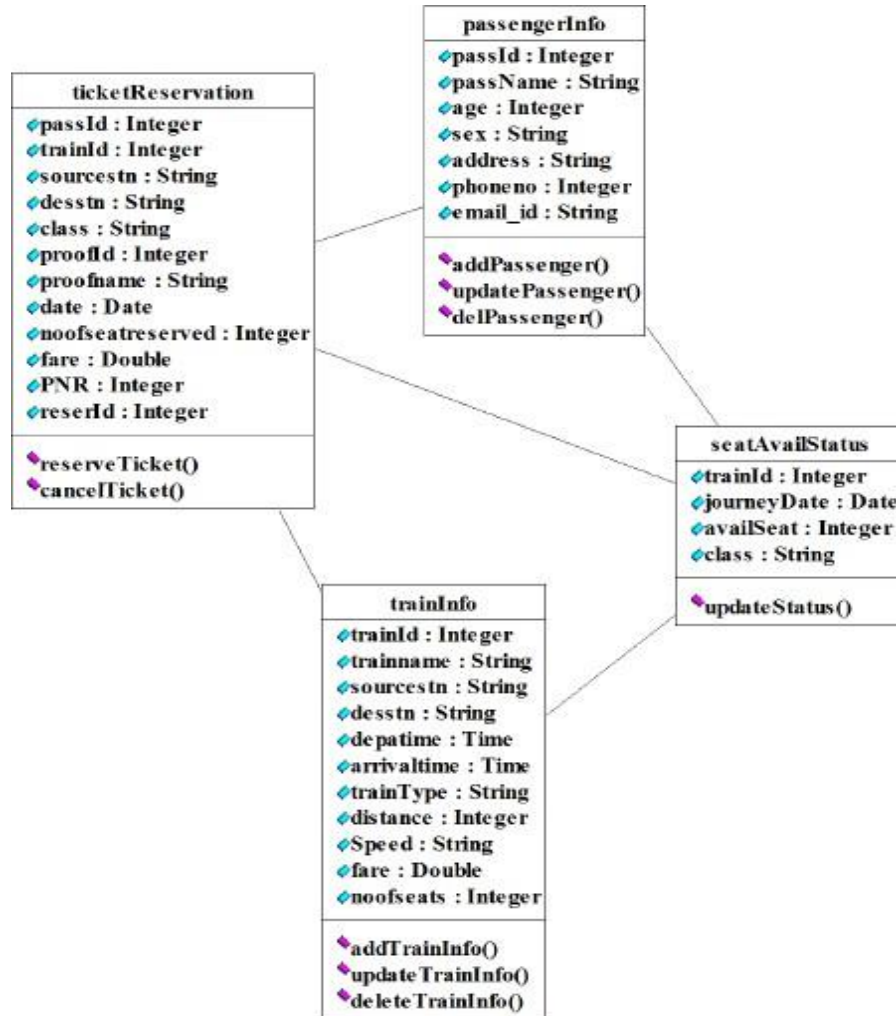 passengerInfo
passId : Integer
passName : String
age : Integer
sex : String
address : String
phoneno : Integer
email_id : String
addPassenger()
updatePassenger()
delPassenger()
ticketReservation
passId : Integer
trainId : Integer
sourcestn : String
desstn : String
class : String
proofId : Integer
proofname : String
date : Date
noofseatreserved : Integer
fare : Double
PNR : Integer
reserId : Integer
reserveTicket()
cancelTicket()
seatAvailStatus
trainId : Integer
journeyDate : Date
availSeat : Integer
class : String
updateStatus()
trainInfo
trainId : Integer
trainname : String
sourcestn : String
desstn : String
depatime : Time
arrivaltime : Time
trainType : String
distance : Integer
Speed : String
fare : Double
noofseats : Integer
addTrainInfo()
updateTrainInfo()
deleteTrainInfo()